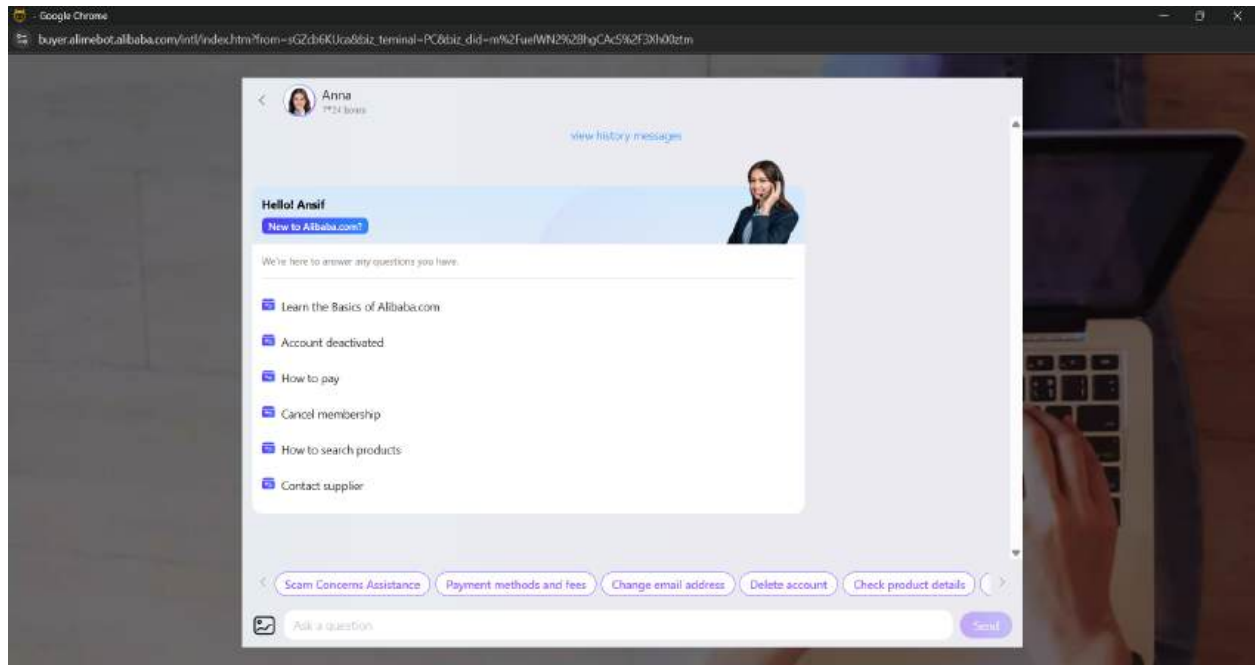 - Google Chrome
Anna
7*24 hours
view history messages
Hello! Ansif
New to Alibaba.com?
We're here to answer any questions you have.
Learn the Basics of Alibaba.com
Account deactivated
How to pay
Cancel membership
How to search products
Contact supplier
Scam Concerns Assistance
Payment methods and fees
Change email address
Delete account
Check product details
Ask a question
Send